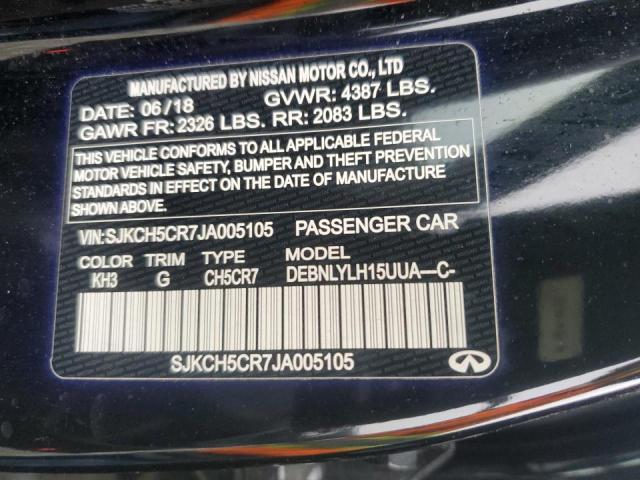 MANUFACTURED BY NISSAN MOTOR CO., LTD
DATE: 06/18 GVWR: 4387 LBS.
GAWR FR: 2326 LBS. RR: 2083 LBS.
THIS VEHICLE CONFORMS TO ALL APPLICABLE FEDERAL
MOTOR VEHICLE SAFETY, BUMPER AND THEFT PREVENTION
STANDARDS IN EFFECT ON THE DATE OF MANUFACTURE
SHOWN ABOVE.
VIN: SJKCH5CR7JA005105 PASSENGER CAR
COLOR TRIM TYPE MODEL
KH3 G CH5CR7 DEBNLYLH15UUA—C-
SJKCH5CR7JA005105